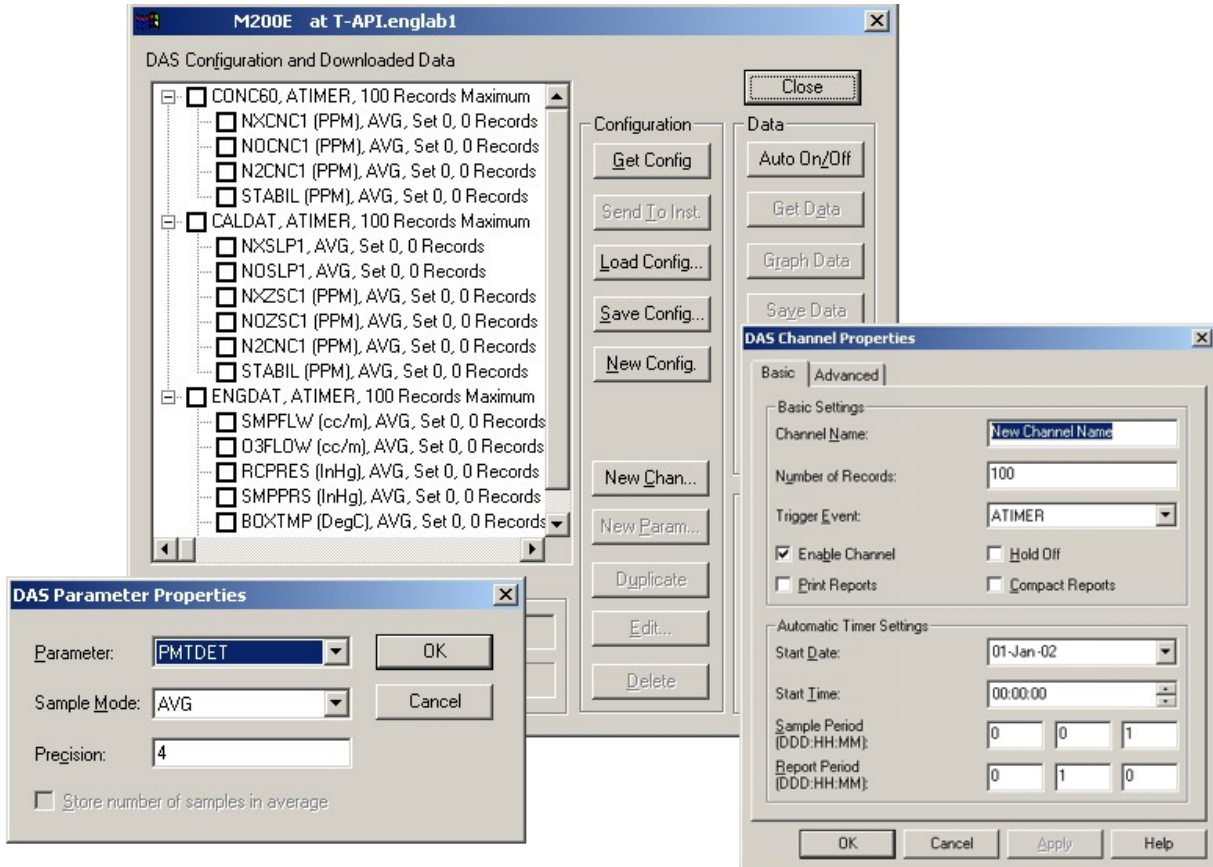 M200E at T-API.englab1
DAS Configuration and Downloaded Data
CONC60, ATIMER, 100 Records Maximum
NXCNC1 (PPM), AVG, Set 0, 0 Records
NOCNC1 (PPM), AVG, Set 0, 0 Records
N2CNC1 (PPM), AVG, Set 0, 0 Records
STABIL (PPM), AVG, Set 0, 0 Records
CALDAT, ATIMER, 100 Records Maximum
NXSLP1, AVG, Set 0, 0 Records
NOSLP1, AVG, Set 0, 0 Records
NXZSC1 (PPM), AVG, Set 0, 0 Records
NOZSC1 (PPM), AVG, Set 0, 0 Records
N2CNC1 (PPM), AVG, Set 0, 0 Records
STABIL (PPM), AVG, Set 0, 0 Records
ENGDAT, ATIMER, 100 Records Maximum
SMPFLW (cc/m), AVG, Set 0, 0 Records
O3FLOW (cc/m), AVG, Set 0, 0 Records
RCPRES (InHg), AVG, Set 0, 0 Records
SMPPRS (InHg), AVG, Set 0, 0 Records
BOXTMP (DegC), AVG, Set 0, 0 Records
Configuration
Get Config
Send To Inst.
Load Config...
Save Config...
New Config.
New Chan...
New Param...
Duplicate
Edit...
Delete
Close
Data
Auto On/Off
Get Data
Graph Data
Save Data
DAS Parameter Properties
Parameter: PMTDET
OK
Sample Mode: AVG
Cancel
Precision: 4
Store number of samples in average
DAS Channel Properties
Basic Advanced
Basic Settings
Channel Name: New Channel Name
Number of Records: 100
Trigger Event: ATIMER
Enable Channel Hold Off
Print Reports Compact Reports
Automatic Timer Settings
Start Date: 01-Jan-02
Start Time: 00:00:00
Sample Period
(DDD:HH:MM): 0 0 1
Report Period
(DDD:HH:MM): 0 1 0
OK Cancel Apply Help